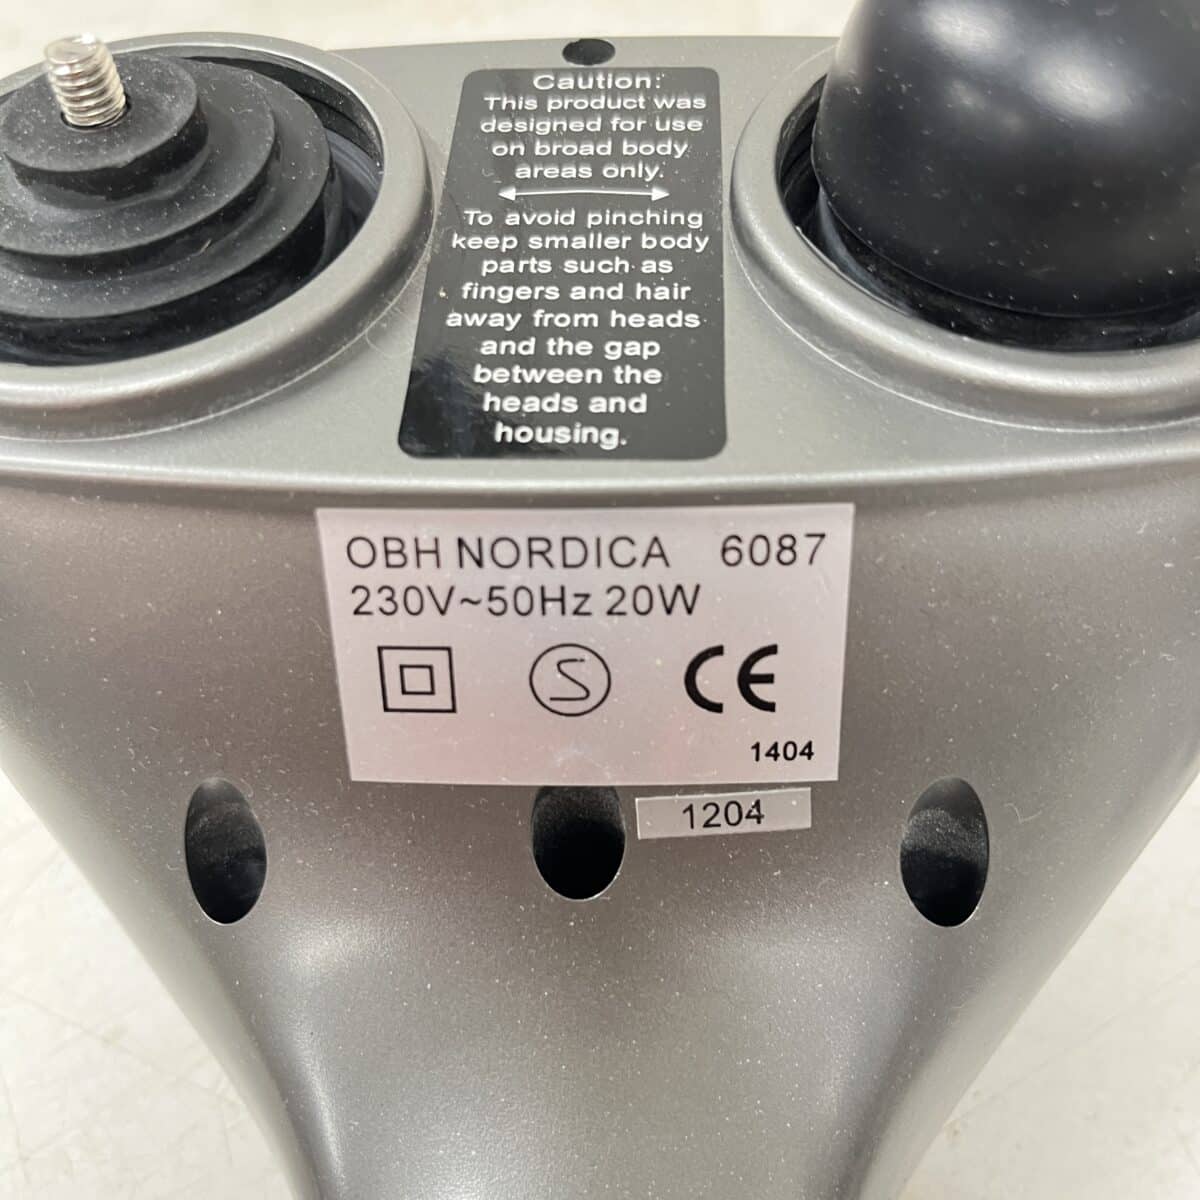 Caution:
This product was
designed for use
on broad body
areas only.
To avoid pinching
keep smaller body
parts such as
fingers and hair
away from heads
and the gap
between the
heads and
housing.
OBH NORDICA 6087
230V~50Hz 20W
S CE
1404
1204